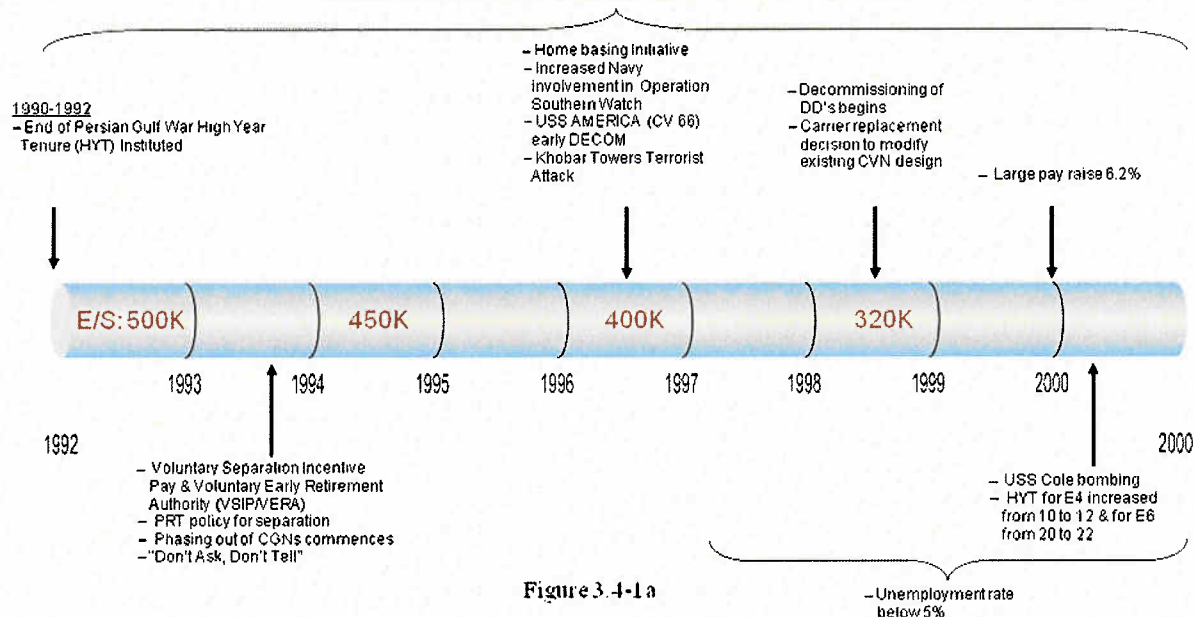 1990-1992
– End of Persian Gulf War High Year
Tenure (HYT) Instituted
– Home basing Initiative
– Increased Navy
involvement in Operation
Southern Watch
– USS AMERICA (CV 66)
early DECOM
– Khobar Towers Terrorist
Attack
– Decommissioning of
DD's begins
– Carrier replacement
decision to modify
existing CVN design
– Large pay raise 6.2%
E/S: 500K
450K
400K
320K
1993
1994
1995
1996
1997
1998
1999
2000
1992
2000
– Voluntary Separation Incentive
Pay & Voluntary Early Retirement
Authority (VSIP/VERA)
– PRT policy for separation
– Phasing out of CGNs commences
– "Don't Ask, Don't Tell"
– USS Cole bombing
– HYT for E4 increased
from 10 to 12 & for E6
from 20 to 22
Figure 3.4-1a
– Unemployment rate
below 5%